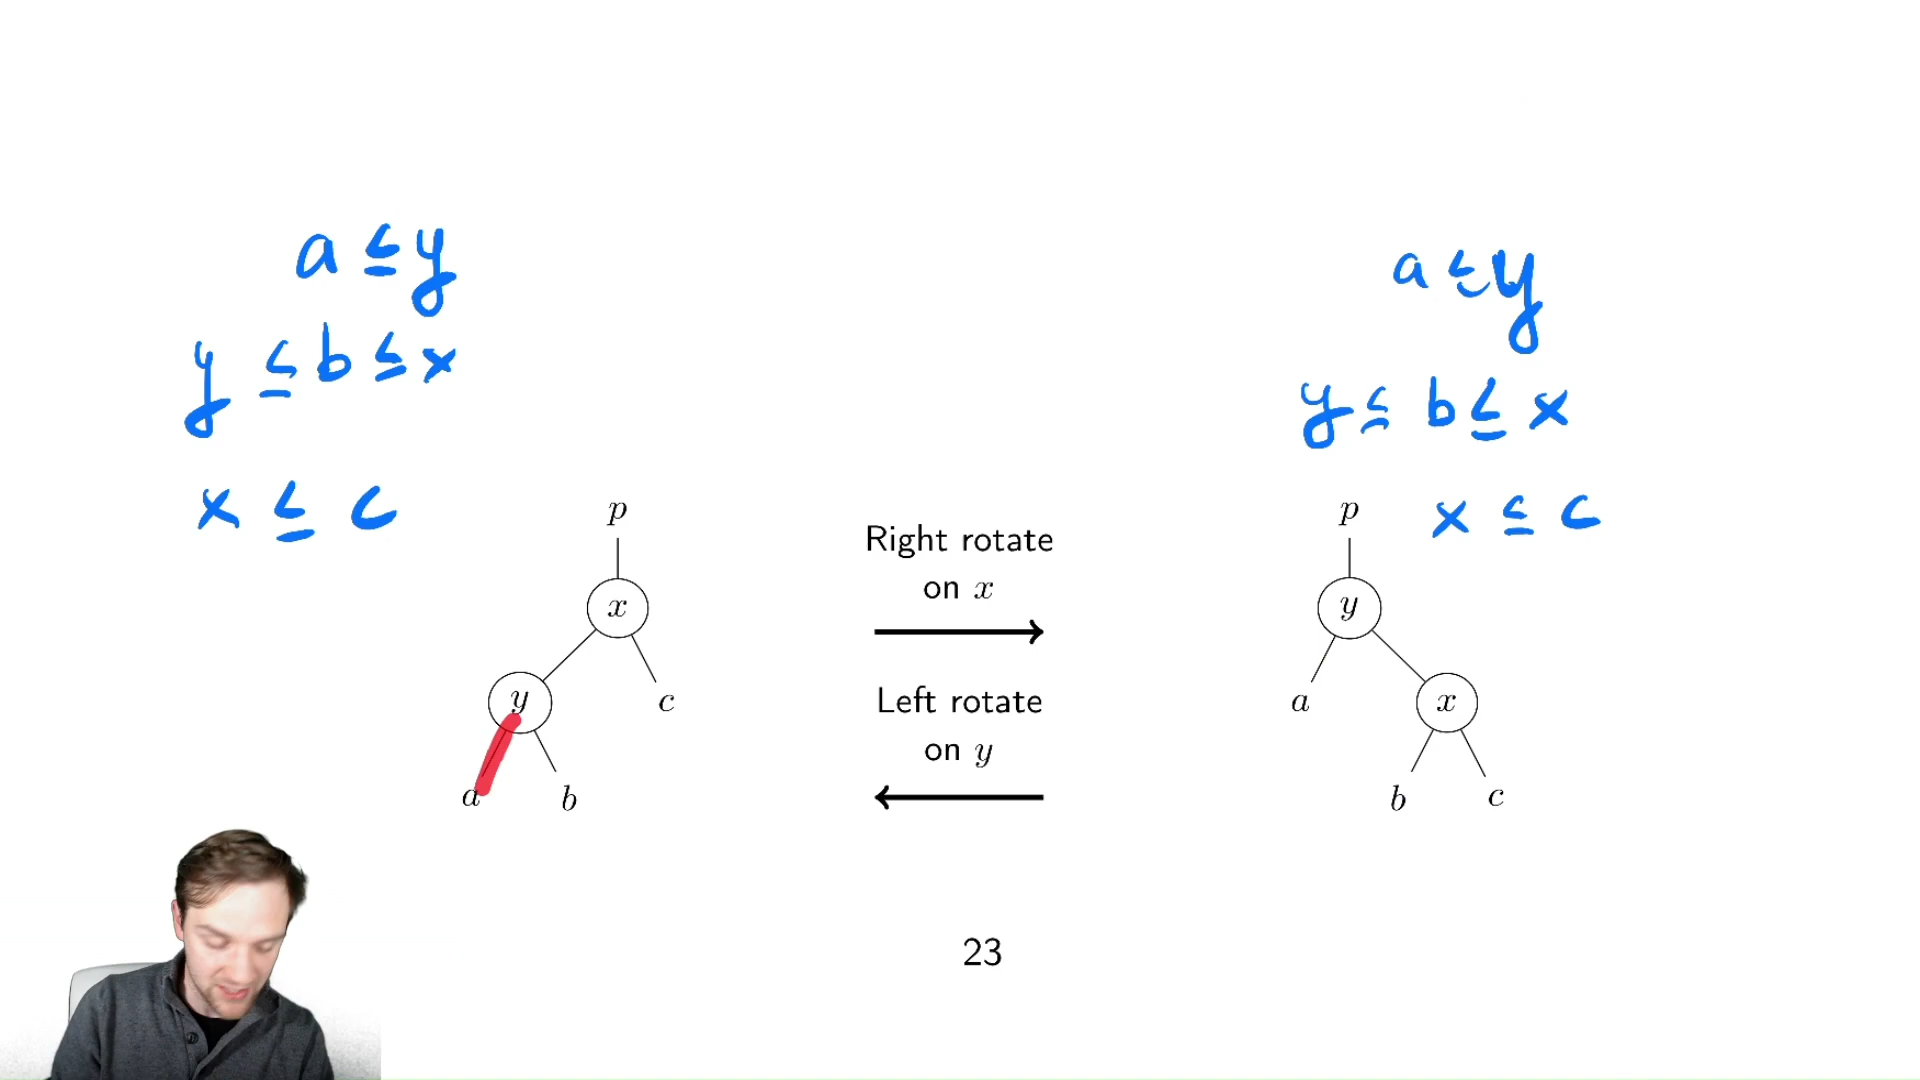 a ≤ y
y ≤ b ≤ x
x ≤ c
p
x
y
c
a
b
Right rotate
on x
Left rotate
on y
a ≤ y
y ≤ b ≤ x
x ≤ c
p
y
a
x
b
c
23